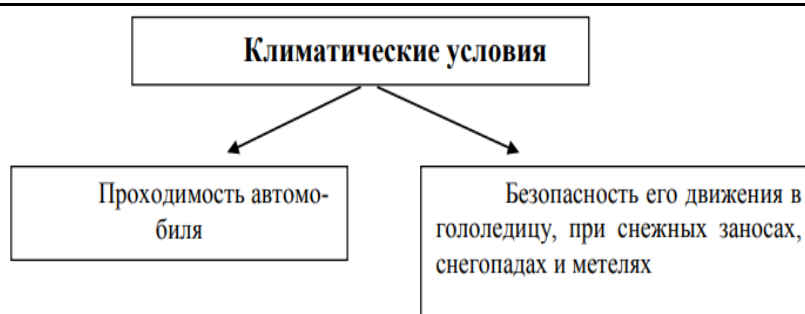 Климатические условия
Проходимость автомо-
биля
Безопасность его движения в
гололедицу, при снежных заносах,
снегопадах и метелях